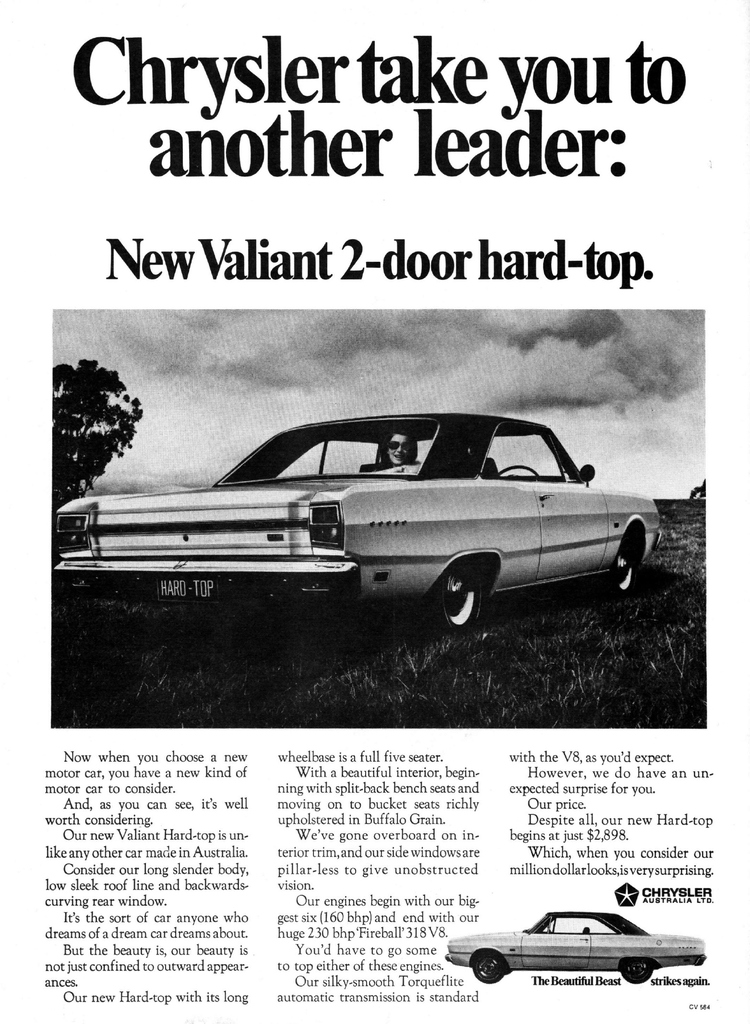 Chrysler take you to
another leader:
New Valiant 2-door hard-top.
HARD-TOP
Now when you choose a new
motor car, you have a new kind of
motor car to consider.
And, as you can see, it's well
worth considering.
Our new Valiant Hard-top is un-
like any other car made in Australia.
Consider our long slender body,
low sleek roof line and backwards-
curving rear window.
It's the sort of car anyone who
dreams of a dream car dreams about.
But the beauty is, our beauty is
not just confined to outward appear-
ances.
Our new Hard-top with its long
wheelbase is a full five seater.
With a beautiful interior, begin-
ning with split-back bench seats and
moving on to bucket seats richly
upholstered in Buffalo Grain.
We've gone overboard on in-
terior trim, and our side windows are
pillar-less to give unobstructed
vision.
Our engines begin with our big-
gest six (160 bhp) and end with our
huge 230 bhp 'Fireball' 318 V8.
You'd have to go some
to top either of these engines.
Our silky-smooth Torqueflite
automatic transmission is standard
with the V8, as you'd expect.
However, we do have an un-
expected surprise for you.
Our price.
Despite all, our new Hard-top
begins at just $2,898.
Which, when you consider our
million dollar looks, is very surprising.
CHRYSLER
AUSTRALIA LTD.
The Beautiful Beast strikes again.
CV 564